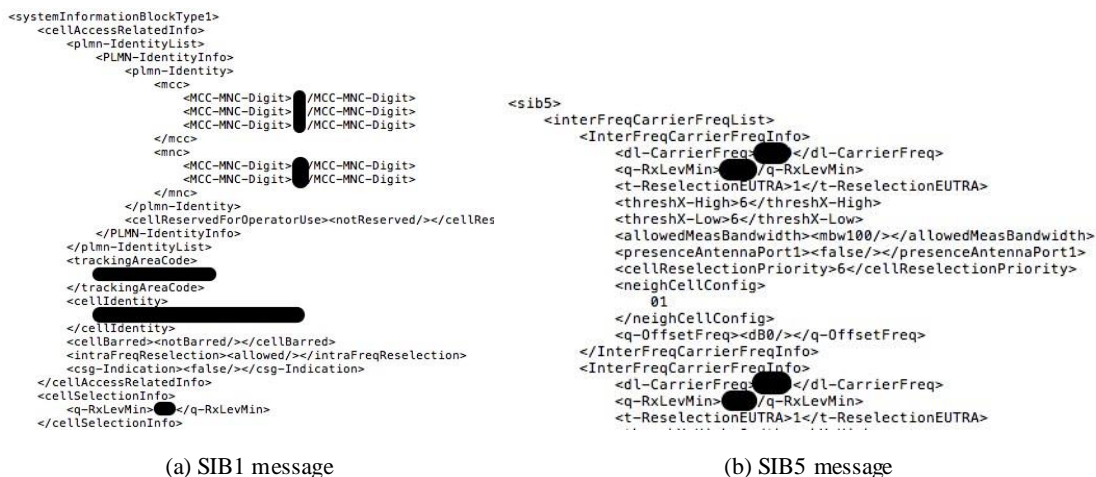 <systemInformationBlockType1>
<cellAccessRelatedInfo>
<plmn-IdentityList>
<PLMN-IdentityInfo>
<plmn-Identity>
<mcc>
<MCC-MNC-Digit> /MCC-MNC-Digit>
<MCC-MNC-Digit> /MCC-MNC-Digit>
<MCC-MNC-Digit> /MCC-MNC-Digit>
</mcc>
<mnc>
<MCC-MNC-Digit> /MCC-MNC-Digit>
<MCC-MNC-Digit> /MCC-MNC-Digit>
</mnc>
</plmn-Identity>
<cellReservedForOperatorUse><notReserved/></cellRes
</PLMN-IdentityInfo>
</plmn-IdentityList>
<trackingAreaCode>
</trackingAreaCode>
<cellIdentity>
</cellIdentity>
<cellBarred><notBarred/></cellBarred>
<intraFreqReselection><allowed/></intraFreqReselection>
<csg-Indication><false/></csg-Indication>
</cellAccessRelatedInfo>
<cellSelectionInfo>
<q-RxLevMin> </q-RxLevMin>
</cellSelectionInfo>
(a) SIB1 message
<sib5>
<interFreqCarrierFreqList>
<InterFreqCarrierFreqInfo>
<dl-CarrierFreq> </dl-CarrierFreq>
<q-RxLevMin> /q-RxLevMin>
<t-ReselectionEUTRA>1</t-ReselectionEUTRA>
<threshX-High>6</threshX-High>
<threshX-Low>6</threshX-Low>
<allowedMeasBandwidth><mbw100/></allowedMeasBandwidth>
<presenceAntennaPort1><false/></presenceAntennaPort1>
<cellReselectionPriority>6</cellReselectionPriority>
<neighCellConfig>
01
</neighCellConfig>
<q-OffsetFreq><dB0/></q-OffsetFreq>
</InterFreqCarrierFreqInfo>
<InterFreqCarrierFreqInfo>
<dl-CarrierFreq> </dl-CarrierFreq>
<q-RxLevMin> /q-RxLevMin>
<t-ReselectionEUTRA>1</t-ReselectionEUTRA>
(b) SIB5 message